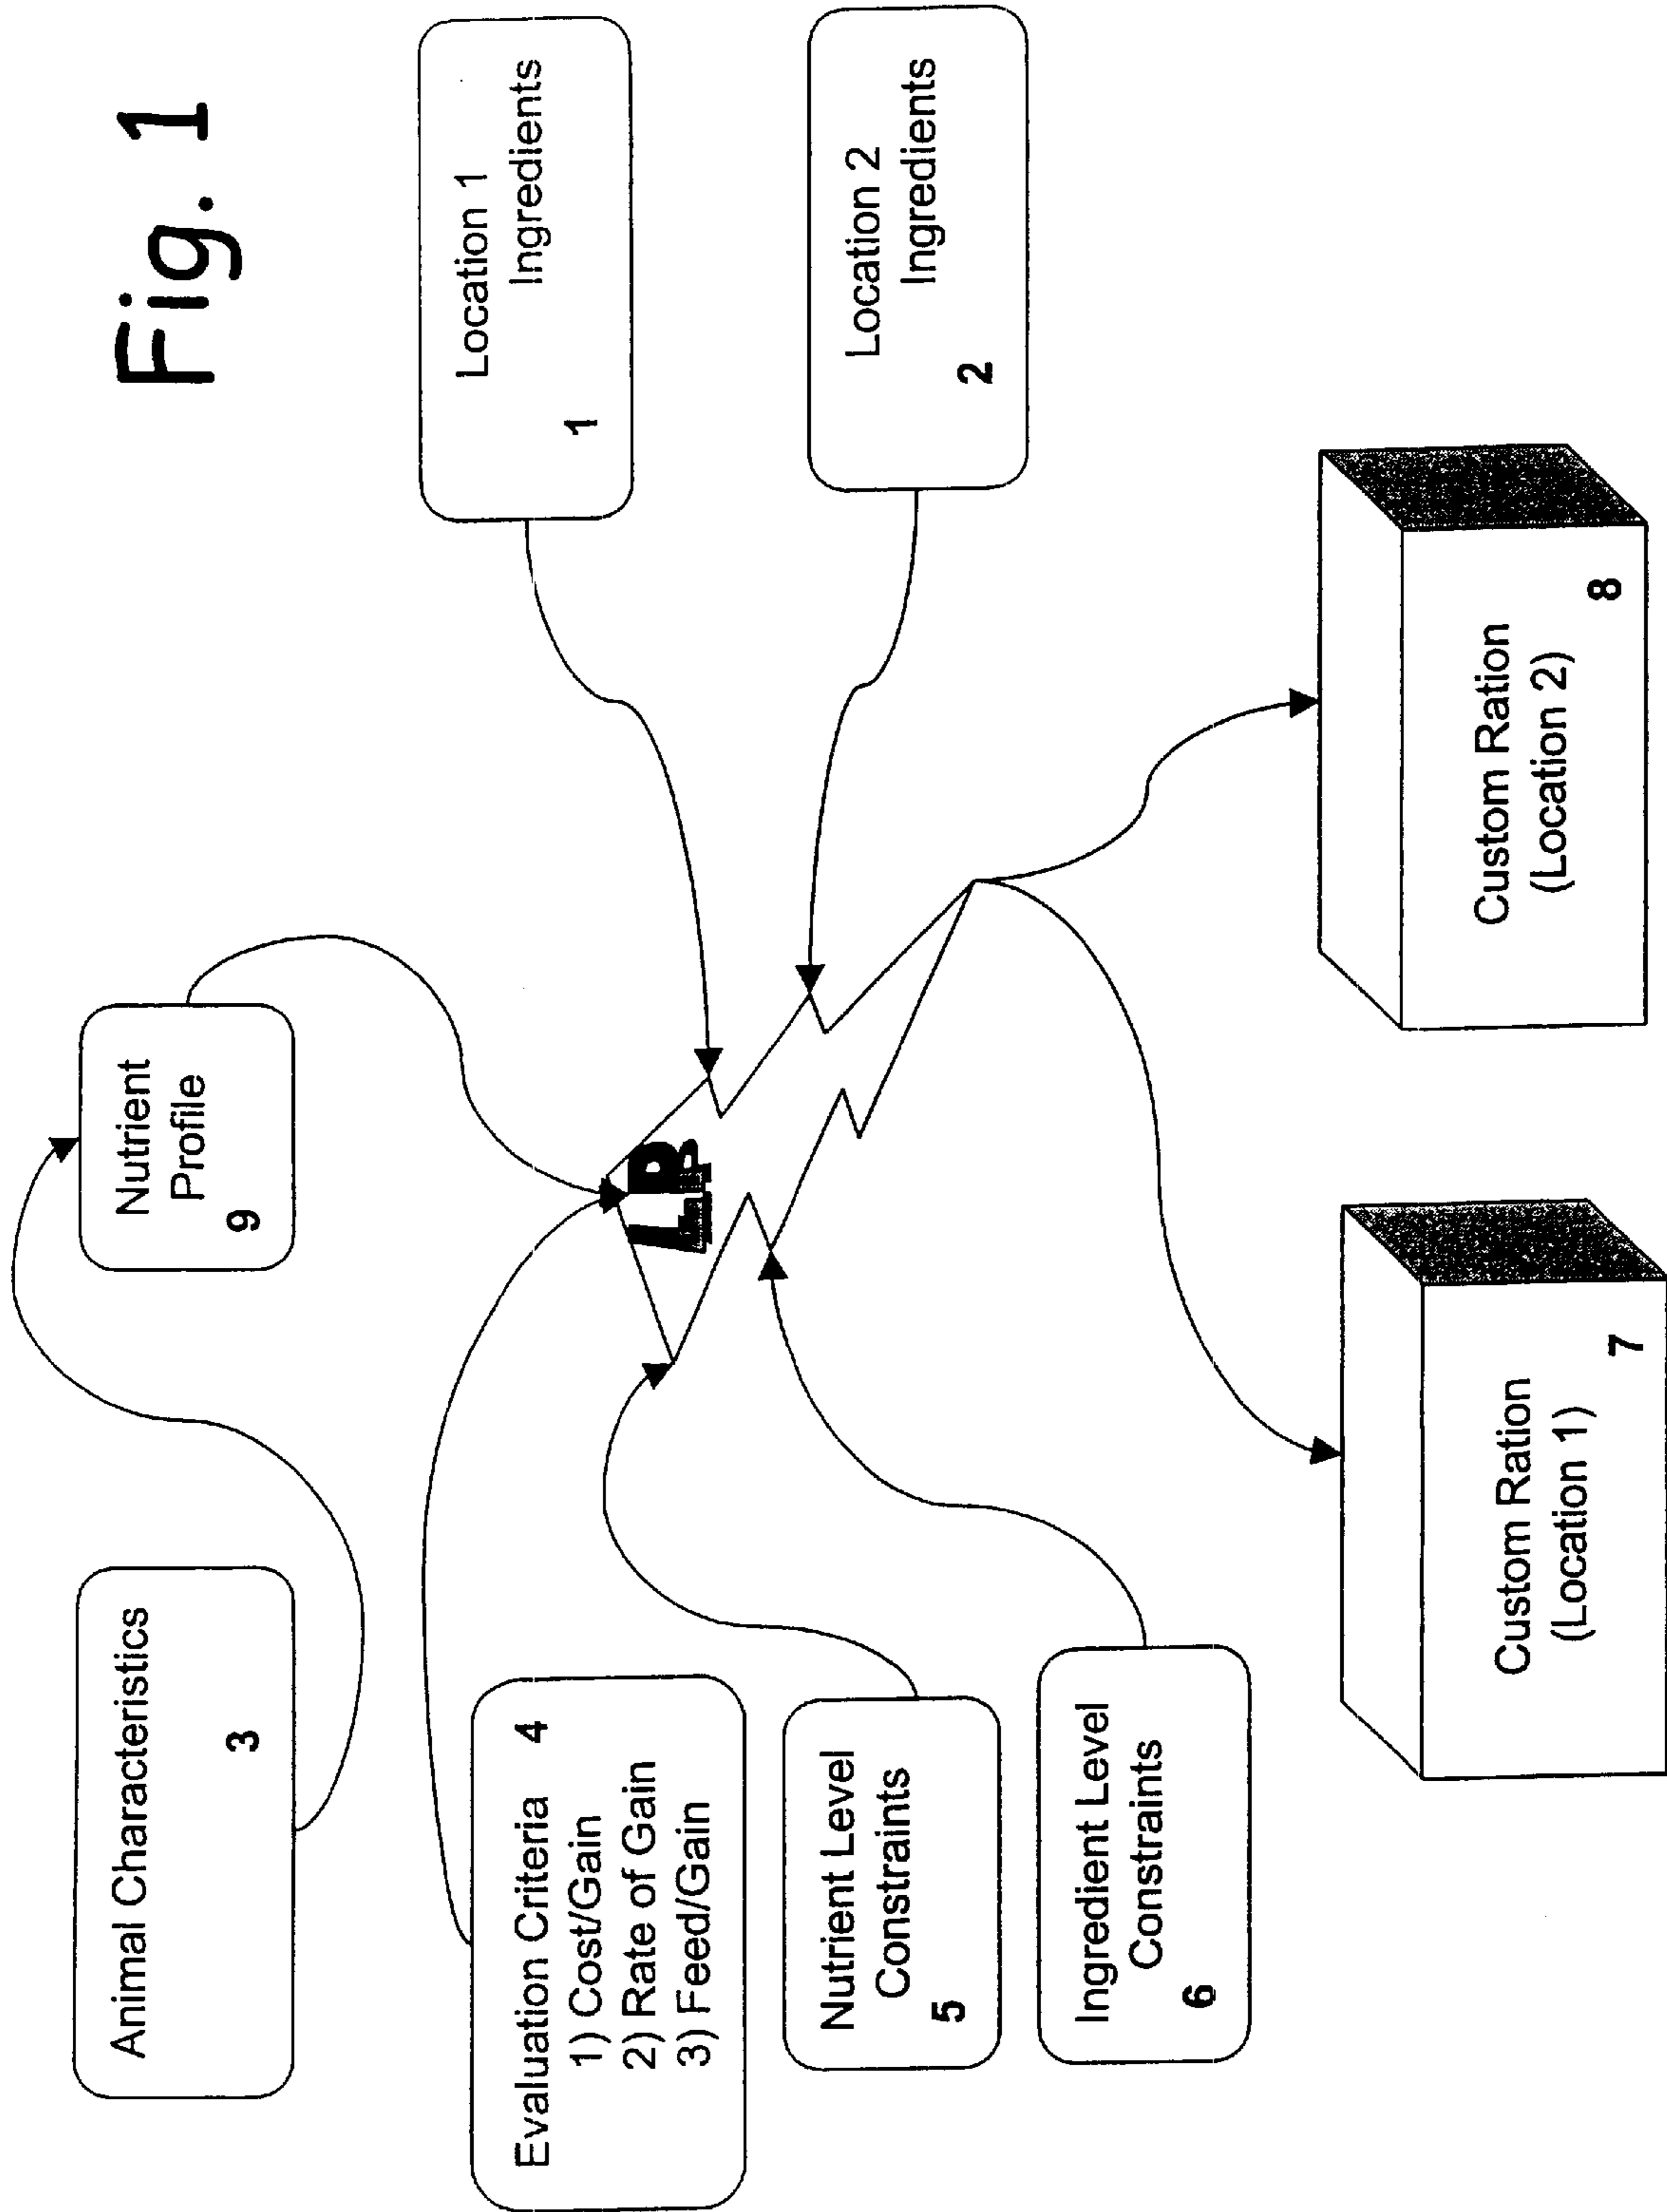 Fig. 1
Animal Characteristics
3
Nutrient
Profile
9
Evaluation Criteria 4
1) Cost/Gain
2) Rate of Gain
3) Feed/Gain
Nutrient Level
Constraints
5
Ingredient Level
Constraints
6
LP
Location 1
Ingredients
1
Location 2
Ingredients
2
Custom Ration
(Location 1)
7
Custom Ration
(Location 2)
8